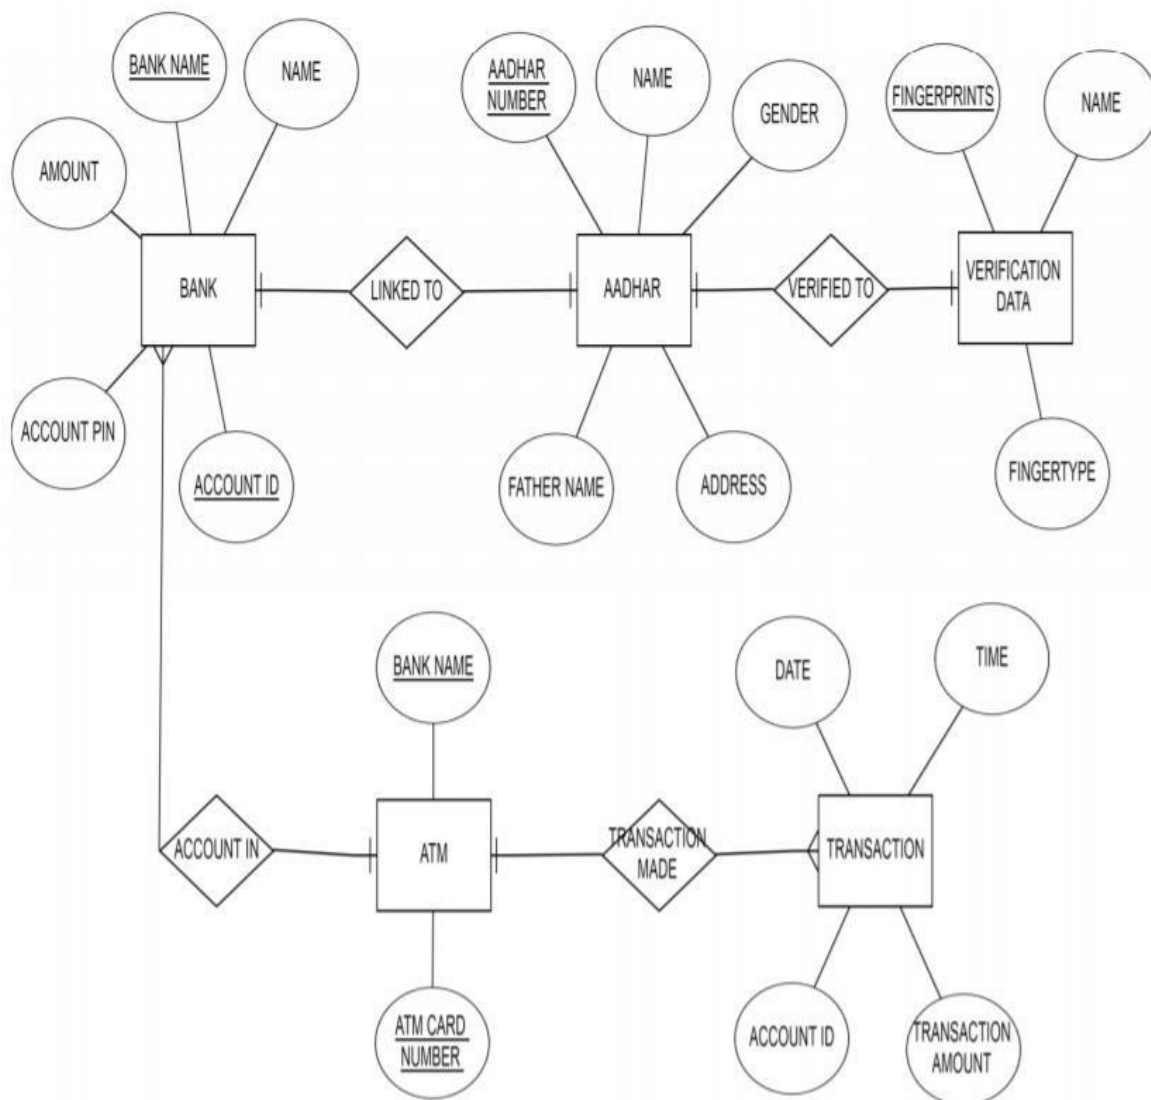 BANK NAME
NAME
AADHAR
NUMBER
NAME
GENDER
FINGERPRINTS
NAME
AMOUNT
BANK
LINKED TO
AADHAR
VERIFIED TO
VERIFICATION
DATA
ACCOUNT PIN
ACCOUNT ID
FATHER NAME
ADDRESS
FINGERTYPE
BANK NAME
DATE
TIME
ACCOUNT IN
ATM
TRANSACTION
MADE
TRANSACTION
ATM CARD
NUMBER
ACCOUNT ID
TRANSACTION
AMOUNT